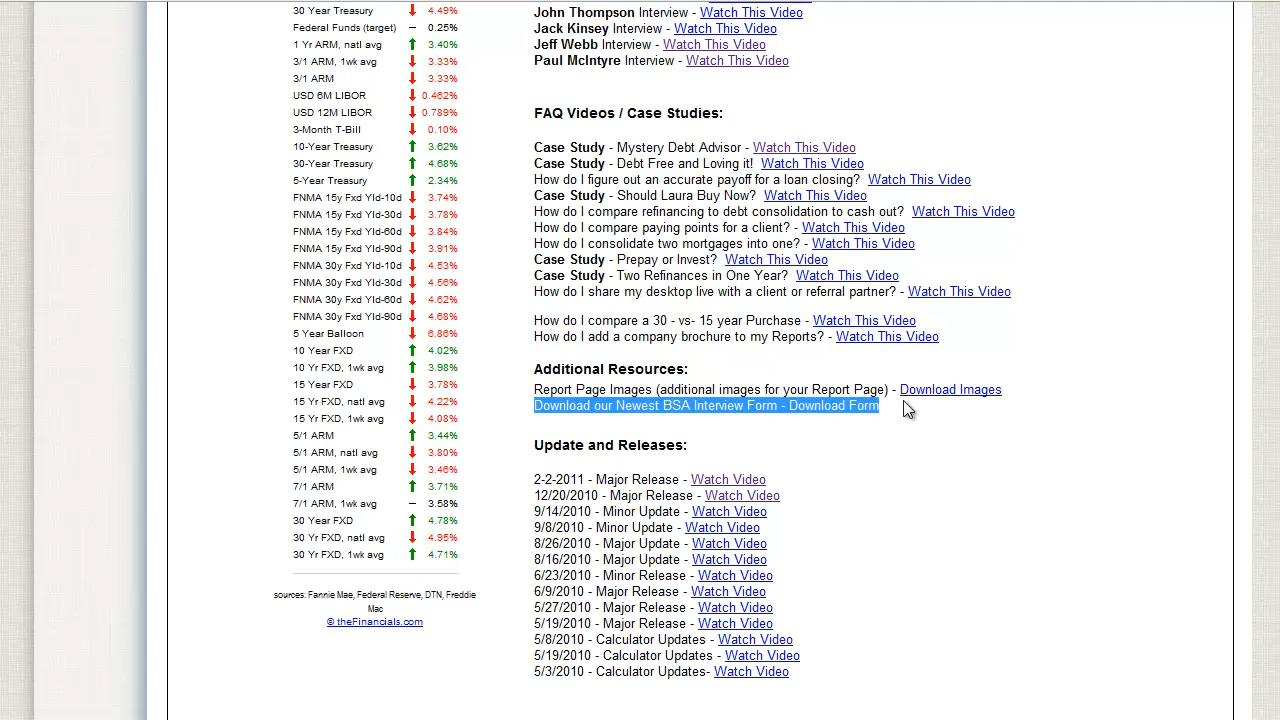 30 Year Treasury 4.49%
Federal Funds (target) 0.25%
1 Yr ARM, natl avg 3.40%
3/1 ARM, 1wk avg 3.33%
3/1 ARM 3.33%
USD 6M LIBOR 0.462%
USD 12M LIBOR 0.789%
3-Month T-Bill 0.10%
10-Year Treasury 3.62%
30-Year Treasury 4.68%
5-Year Treasury 2.34%
FNMA 15y Fxd Yld-10d 3.74%
FNMA 15y Fxd Yld-30d 3.78%
FNMA 15y Fxd Yld-60d 3.84%
FNMA 15y Fxd Yld-90d 3.91%
FNMA 30y Fxd Yld-10d 4.53%
FNMA 30y Fxd Yld-30d 4.56%
FNMA 30y Fxd Yld-60d 4.62%
FNMA 30y Fxd Yld-90d 4.68%
5 Year Balloon 6.86%
10 Year FXD 4.02%
10 Yr FXD, 1wk avg 3.98%
15 Year FXD 3.78%
15 Yr FXD, natl avg 4.22%
15 Yr FXD, 1wk avg 4.08%
5/1 ARM 3.44%
5/1 ARM, natl avg 3.80%
5/1 ARM, 1wk avg 3.46%
7/1 ARM 3.71%
7/1 ARM, 1wk avg 3.58%
30 Year FXD 4.78%
30 Yr FXD, natl avg 4.95%
30 Yr FXD, 1wk avg 4.71%
sources: Fannie Mae, Federal Reserve, DTN, Freddie
Mac
© theFinancials.com
John Thompson Interview - Watch This Video
Jack Kinsey Interview - Watch This Video
Jeff Webb Interview - Watch This Video
Paul McIntyre Interview - Watch This Video
FAQ Videos / Case Studies:
Case Study - Mystery Debt Advisor - Watch This Video
Case Study - Debt Free and Loving it! Watch This Video
How do I figure out an accurate payoff for a loan closing? Watch This Video
Case Study - Should Laura Buy Now? Watch This Video
How do I compare refinancing to debt consolidation to cash out? Watch This Video
How do I compare paying points for a client? - Watch This Video
How do I consolidate two mortgages into one? - Watch This Video
Case Study - Prepay or Invest? Watch This Video
Case Study - Two Refinances in One Year? Watch This Video
How do I share my desktop live with a client or referral partner? - Watch This Video
How do I compare a 30 - vs- 15 year Purchase - Watch This Video
How do I add a company brochure to my Reports? - Watch This Video
Additional Resources:
Report Page Images (additional images for your Report Page) - Download Images
Download our Newest BSA Interview Form - Download Form
Update and Releases:
2-2-2011 - Major Release - Watch Video
12/20/2010 - Major Release - Watch Video
9/14/2010 - Minor Update - Watch Video
9/8/2010 - Minor Update - Watch Video
8/26/2010 - Major Update - Watch Video
8/16/2010 - Major Update - Watch Video
6/23/2010 - Minor Release - Watch Video
6/9/2010 - Major Release - Watch Video
5/27/2010 - Major Release - Watch Video
5/19/2010 - Major Release - Watch Video
5/8/2010 - Calculator Updates - Watch Video
5/19/2010 - Calculator Updates - Watch Video
5/3/2010 - Calculator Updates- Watch Video